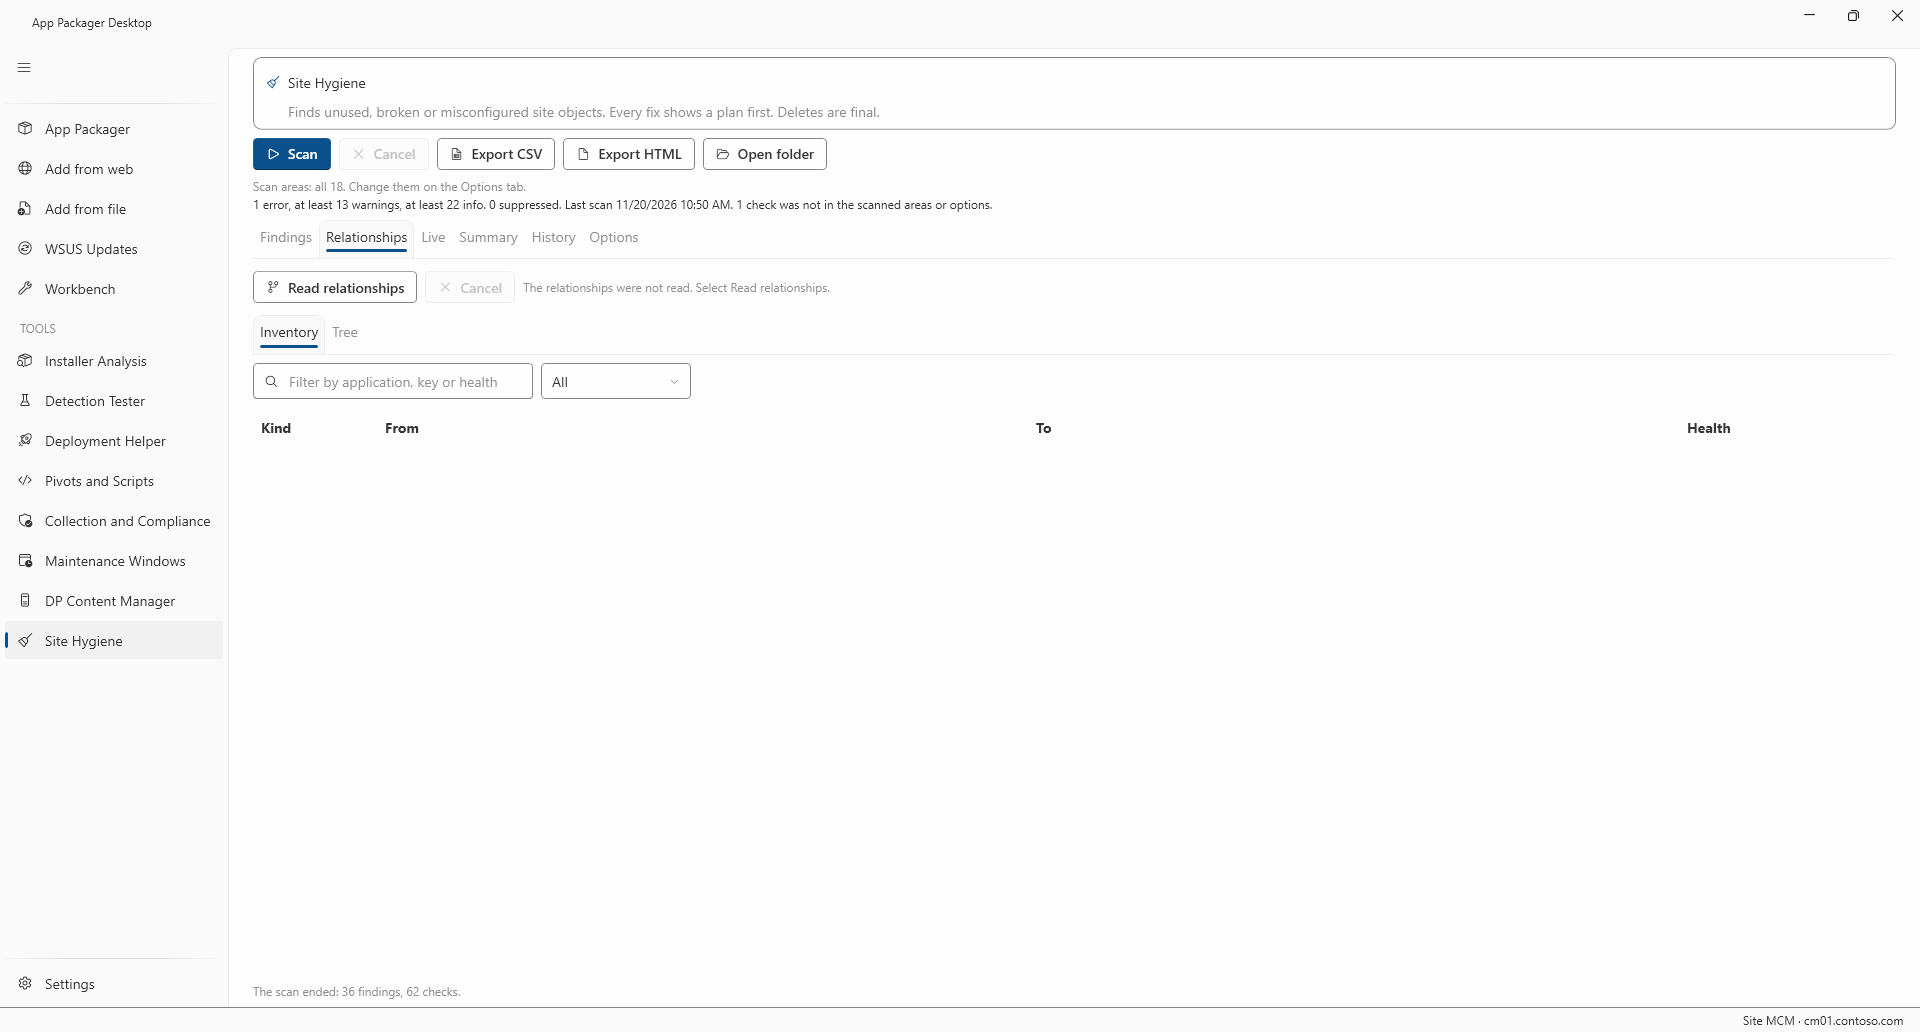 App Packager Desktop
Site Hygiene
Finds unused, broken or misconfigured site objects. Every fix shows a plan first. Deletes are final.
Scan
Cancel
Export CSV
Export HTML
Open folder
Scan areas: all 18. Change them on the Options tab.
1 error, at least 13 warnings, at least 22 info. 0 suppressed. Last scan 11/20/2026 10:50 AM. 1 check was not in the scanned areas or options.
Findings
Relationships
Live
Summary
History
Options
Read relationships
Cancel
The relationships were not read. Select Read relationships.
Inventory
Tree
Filter by application, key or health
All
Kind
From
To
Health
App Packager
Add from web
Add from file
WSUS Updates
Workbench
TOOLS
Installer Analysis
Detection Tester
Deployment Helper
Pivots and Scripts
Collection and Compliance
Maintenance Windows
DP Content Manager
Site Hygiene
Settings
The scan ended: 36 findings, 62 checks.
Site MCM · cm01.contoso.com